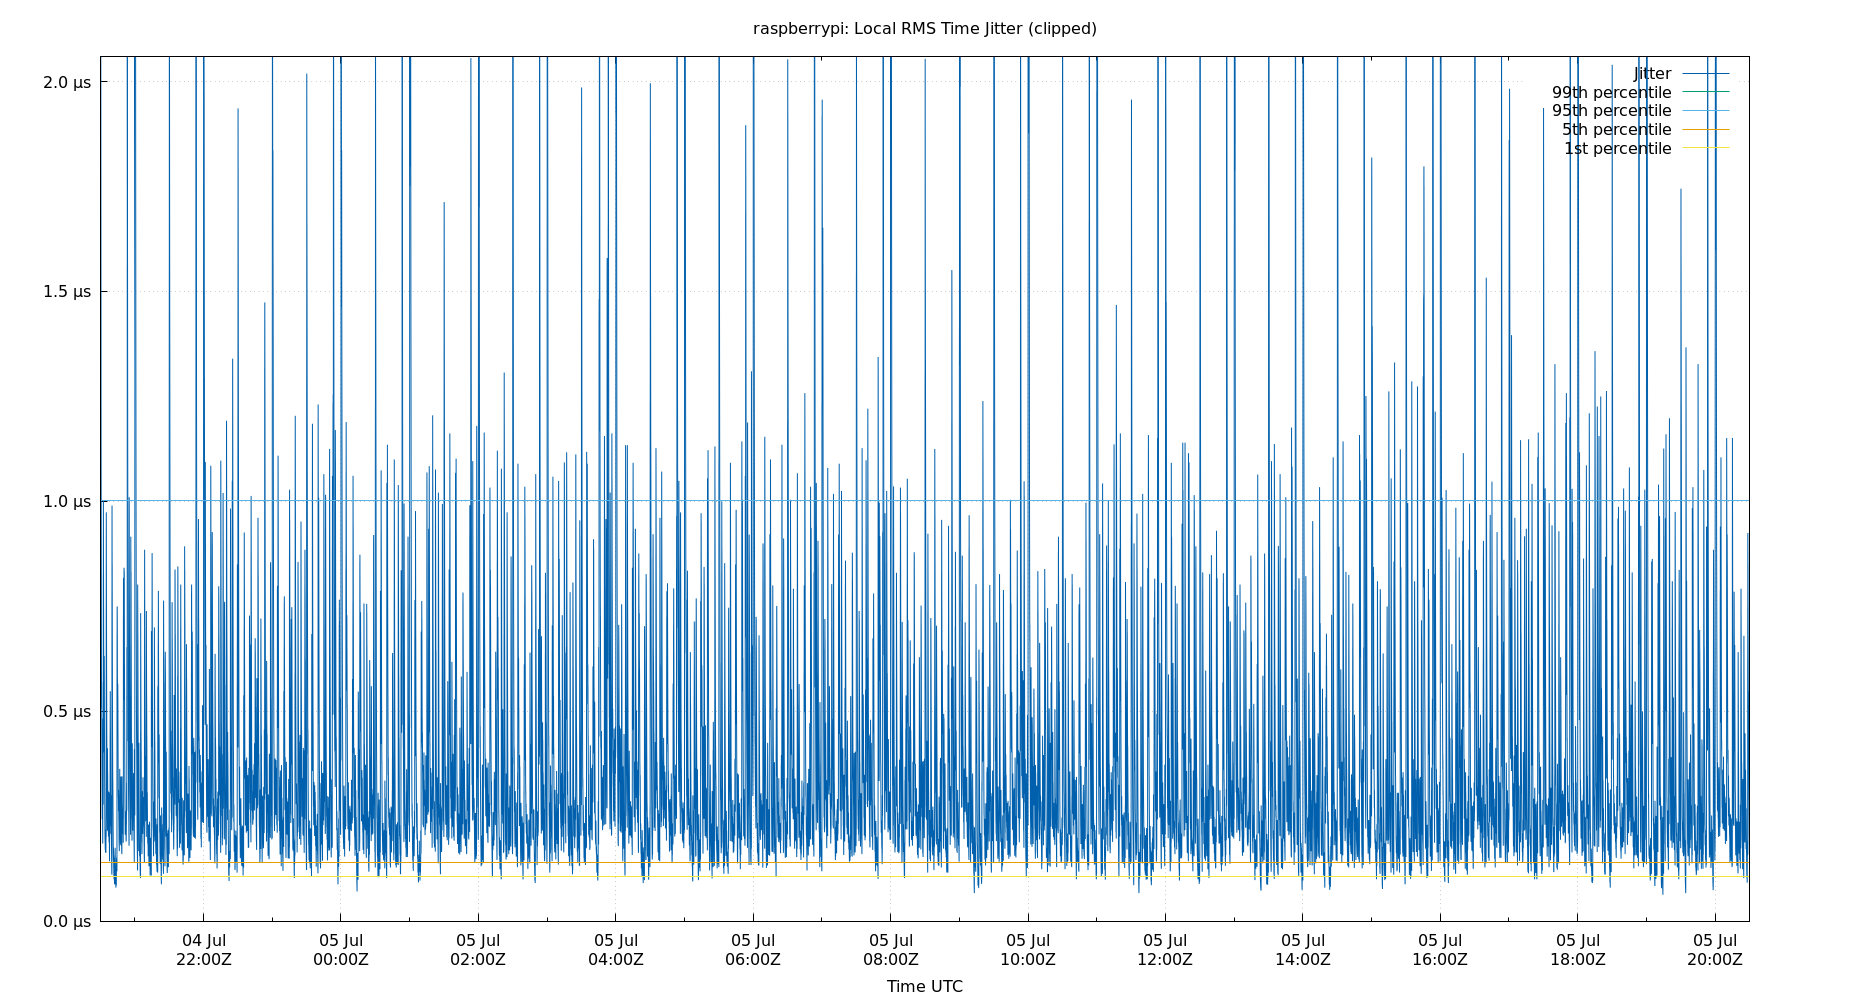 raspberrypi: Local RMS Time Jitter (clipped)
2.0 µs
1.5 µs
1.0 µs
0.5 µs
0.0 µs
Jitter
99th percentile
95th percentile
5th percentile
1st percentile
04 Jul
22:00Z
05 Jul
00:00Z
05 Jul
02:00Z
05 Jul
04:00Z
05 Jul
06:00Z
05 Jul
08:00Z
05 Jul
10:00Z
05 Jul
12:00Z
05 Jul
14:00Z
05 Jul
16:00Z
05 Jul
18:00Z
05 Jul
20:00Z
Time UTC